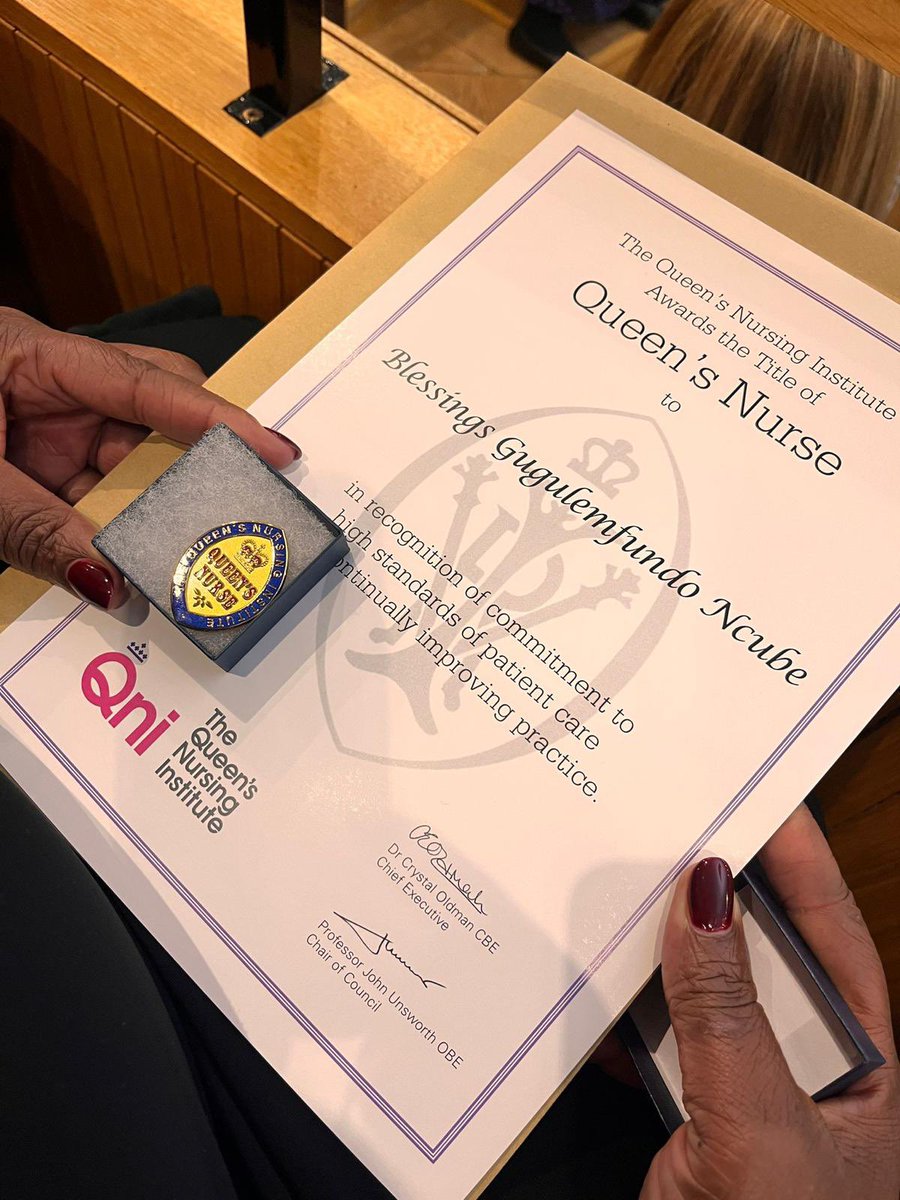 The Queen's Nursing Institute
Awards the Title of
Queen's Nurse
to
Blessings Gugulemfundo Ncube
in recognition of commitment to
high standards of patient care
continually improving practice.
QUEEN'S NURSING INSTITUTE
QUEEN'S
NURSE
Qni
The
Queen's
Nursing
Institute
Dr Crystal Oldman CBE
Chief Executive
Professor John Unsworth OBE
Chair of Council